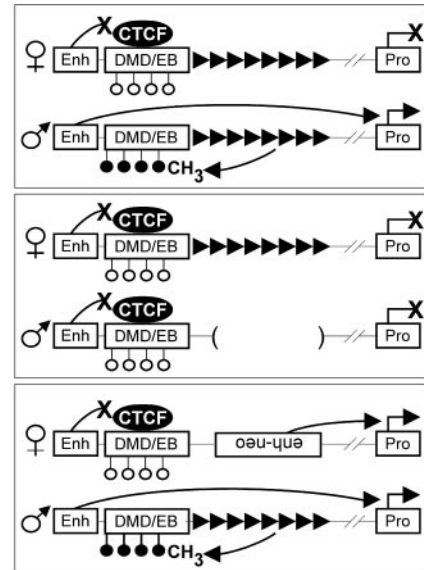 X CTCF X
♀ Enh DMD/EB Pro
♂ Enh DMD/EB Pro
CH3
X CTCF X
♀ Enh DMD/EB Pro
X CTCF X
♂ Enh DMD/EB ( ) Pro
X CTCF
♀ Enh DMD/EB enh-neo Pro
♂ Enh DMD/EB Pro
CH3